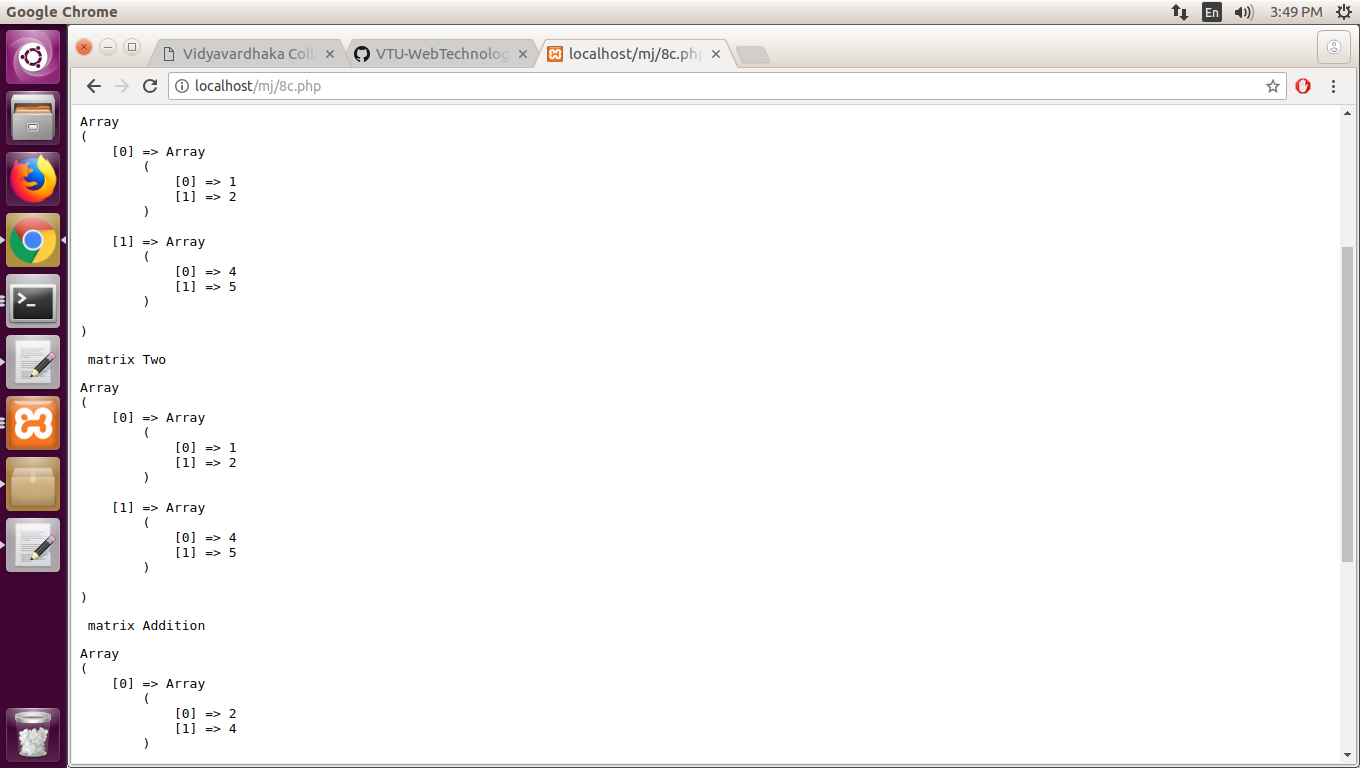 Google Chrome
En
3:49 PM
Vidyavardhaka Coll
VTU-WebTechnolog
localhost/mj/8c.php
localhost/mj/8c.php
Array
(
    [0] => Array
        (
            [0] => 1
            [1] => 2
        )
    [1] => Array
        (
            [0] => 4
            [1] => 5
        )
)
 matrix Two
Array
(
    [0] => Array
        (
            [0] => 1
            [1] => 2
        )
    [1] => Array
        (
            [0] => 4
            [1] => 5
        )
)
 matrix Addition
Array
(
    [0] => Array
        (
            [0] => 2
            [1] => 4
        )